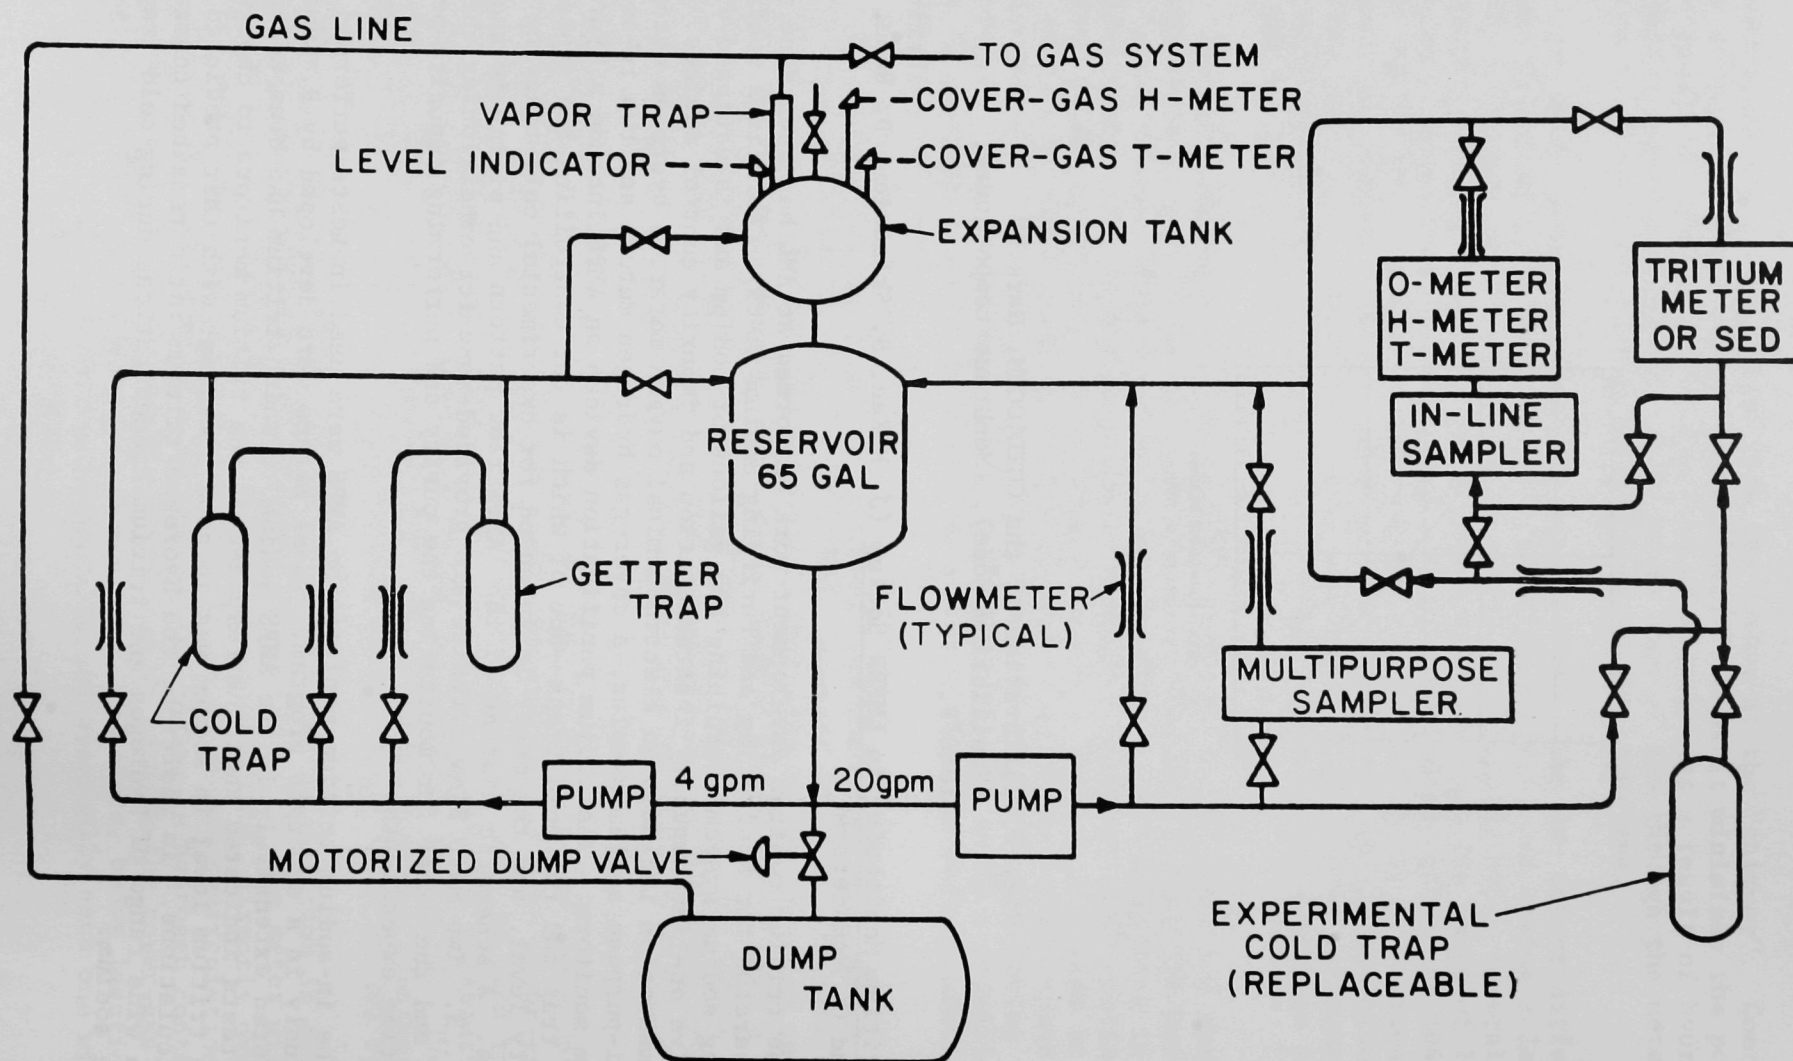 GAS LINE
TO GAS SYSTEM
VAPOR TRAP
COVER-GAS H-METER
LEVEL INDICATOR
COVER-GAS T-METER
EXPANSION TANK
O-METER
H-METER
T-METER
TRITIUM
METER
OR SED
IN-LINE
SAMPLER
RESERVOIR
65 GAL
GETTER
TRAP
FLOWMETER
(TYPICAL)
MULTIPURPOSE
SAMPLER.
COLD
TRAP
PUMP
4 gpm
20gpm
PUMP
MOTORIZED DUMP VALVE
DUMP
TANK
EXPERIMENTAL
COLD TRAP
(REPLACEABLE)